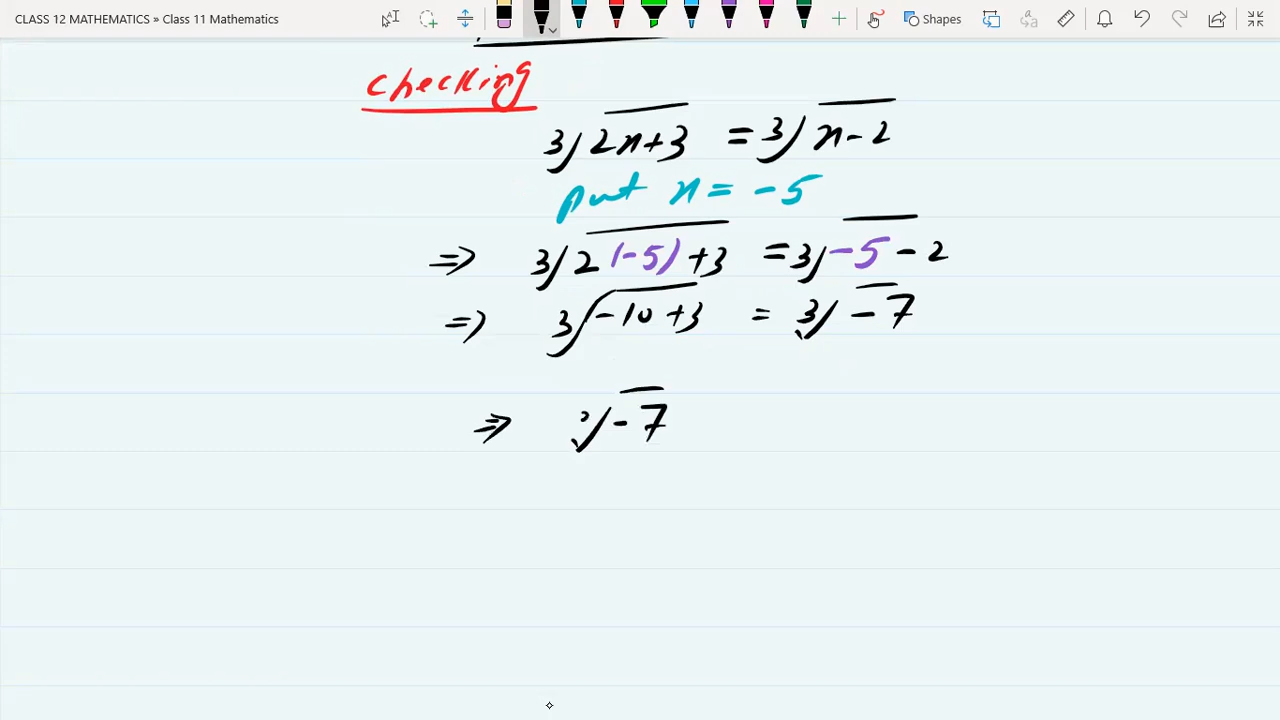 CLASS 12 MATHEMATICS » Class 11 Mathematics
Shapes
checking
∛(2x+3) = ∛(x-2)
put x = -5
⇒ ∛(2(-5)+3) = ∛(-5-2)
⇒ ∛(-10+3) = ∛(-7)
⇒ ∛(-7)